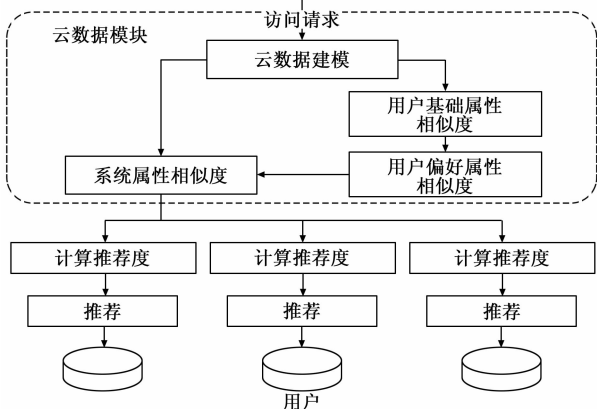 访问请求
云数据模块
云数据建模
用户基础属性
相似度
用户偏好属性
相似度
系统属性相似度
计算推荐度
计算推荐度
计算推荐度
推荐
推荐
推荐
用户